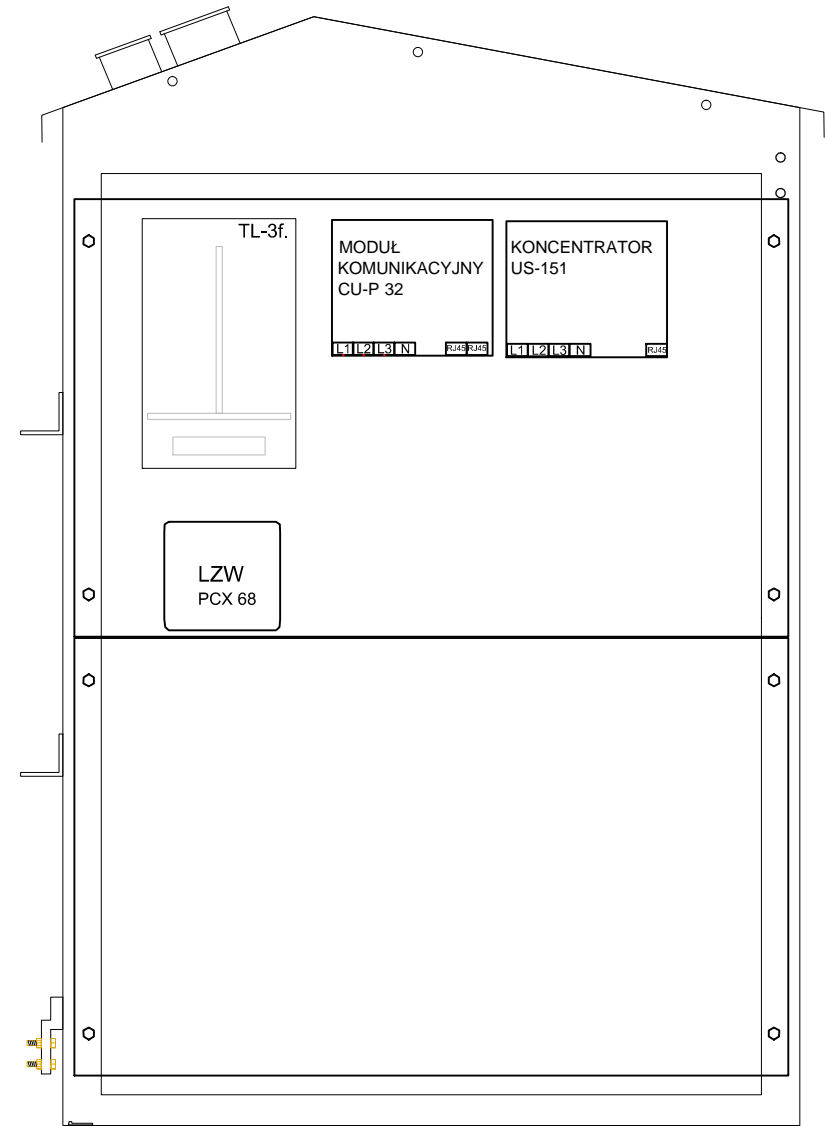 TL-3f.
MODUŁ
KOMUNIKACYJNY
CU-P 32
L1 L2 L3 N RJ45 RJ45
KONCENTRATOR
US-151
L1 L2 L3 N RJ45
LZW
PCX 68